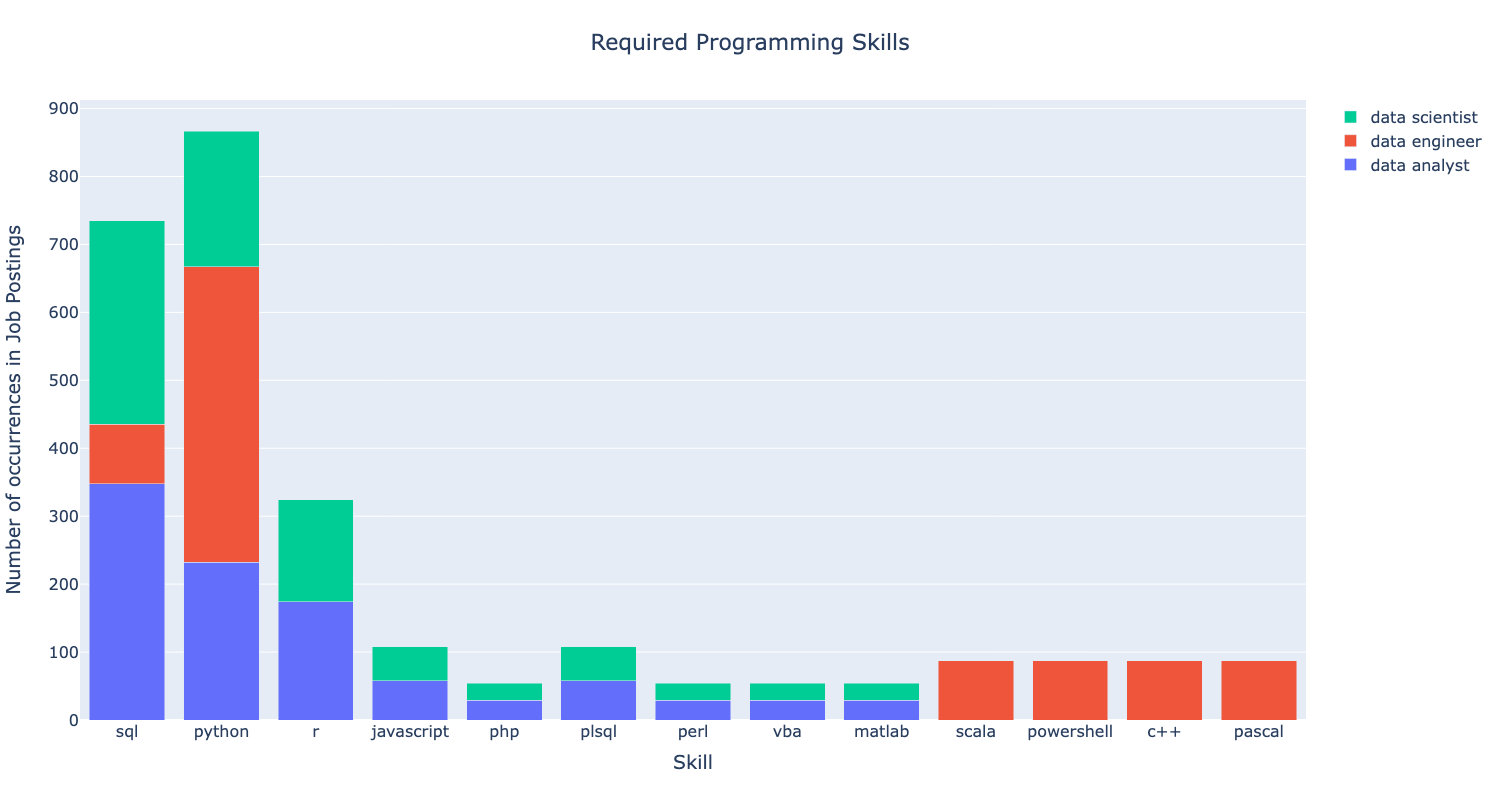 Required Programming Skills
900
800
700
600
500
400
300
200
100
0
Number of occurrences in Job Postings
sql python r javascript php plsql perl vba matlab scala powershell c++ pascal
Skill
data scientist
data engineer
data analyst